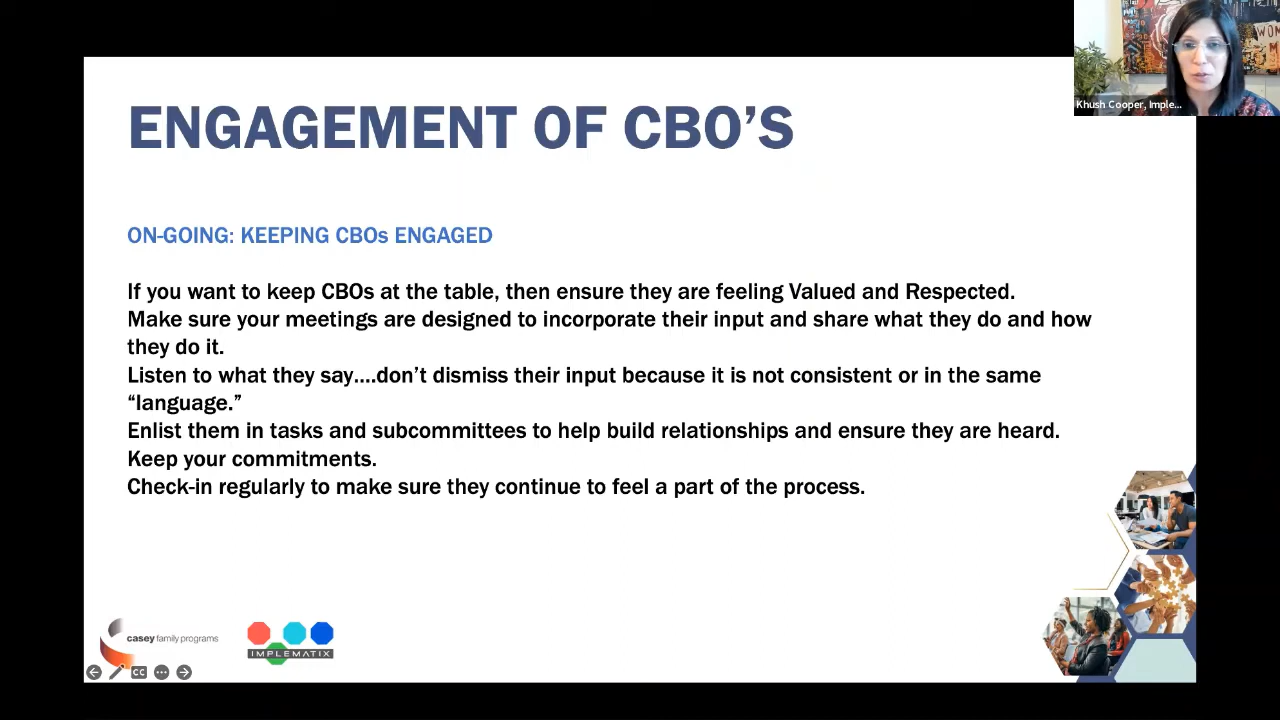 Khush Cooper, Imple...
ENGAGEMENT OF CBO'S
ON-GOING: KEEPING CBOs ENGAGED
If you want to keep CBOs at the table, then ensure they are feeling Valued and Respected.
Make sure your meetings are designed to incorporate their input and share what they do and how
they do it.
Listen to what they say....don't dismiss their input because it is not consistent or in the same
“language.”
Enlist them in tasks and subcommittees to help build relationships and ensure they are heard.
Keep your commitments.
Check-in regularly to make sure they continue to feel a part of the process.
casey family programs
IMPLEMATIX
CC